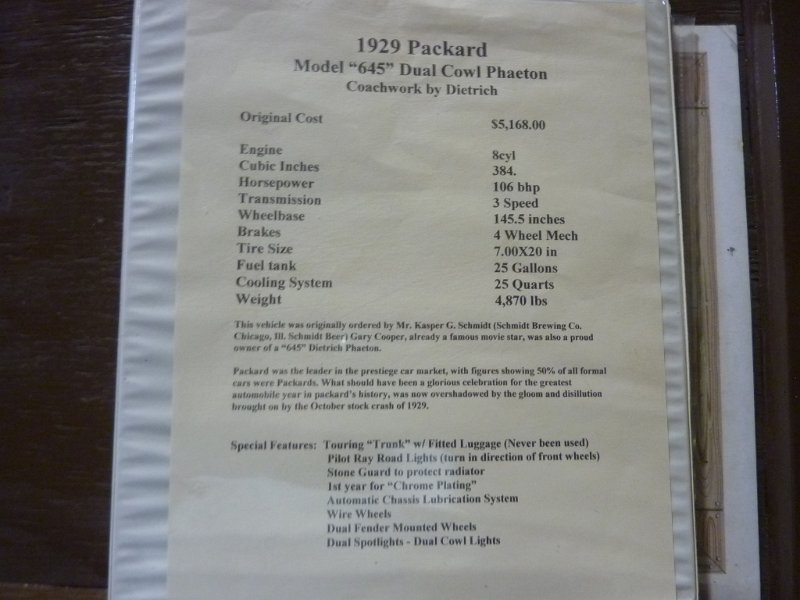 1929 Packard
Model "645" Dual Cowl Phaeton
Coachwork by Dietrich
Original Cost $5,168.00
Engine 8cyl
Cubic Inches 384.
Horsepower 106 bhp
Transmission 3 Speed
Wheelbase 145.5 inches
Brakes 4 Wheel Mech
Tire Size 7.00X20 in
Fuel tank 25 Gallons
Cooling System 25 Quarts
Weight 4,870 lbs
This vehicle was originally ordered by Mr. Kasper G. Schmidt (Schmidt Brewing Co.
Chicago, Ill. Schmidt Beer) Gary Cooper, already a famous movie star, was also a proud
owner of a "645" Dietrich Phaeton.
Packard was the leader in the prestiege car market, with figures showing 50% of all formal
cars were Packards. What should have been a glorious celebration for the greatest
automobile year in packard's history, was now overshadowed by the gloom and disillution
brought on by the October stock crash of 1929.
Special Features: Touring "Trunk" w/ Fitted Luggage (Never been used)
Pilot Ray Road Lights (turn in direction of front wheels)
Stone Guard to protect radiator
1st year for "Chrome Plating"
Automatic Chassis Lubrication System
Wire Wheels
Dual Fender Mounted Wheels
Dual Spotlights - Dual Cowl Lights